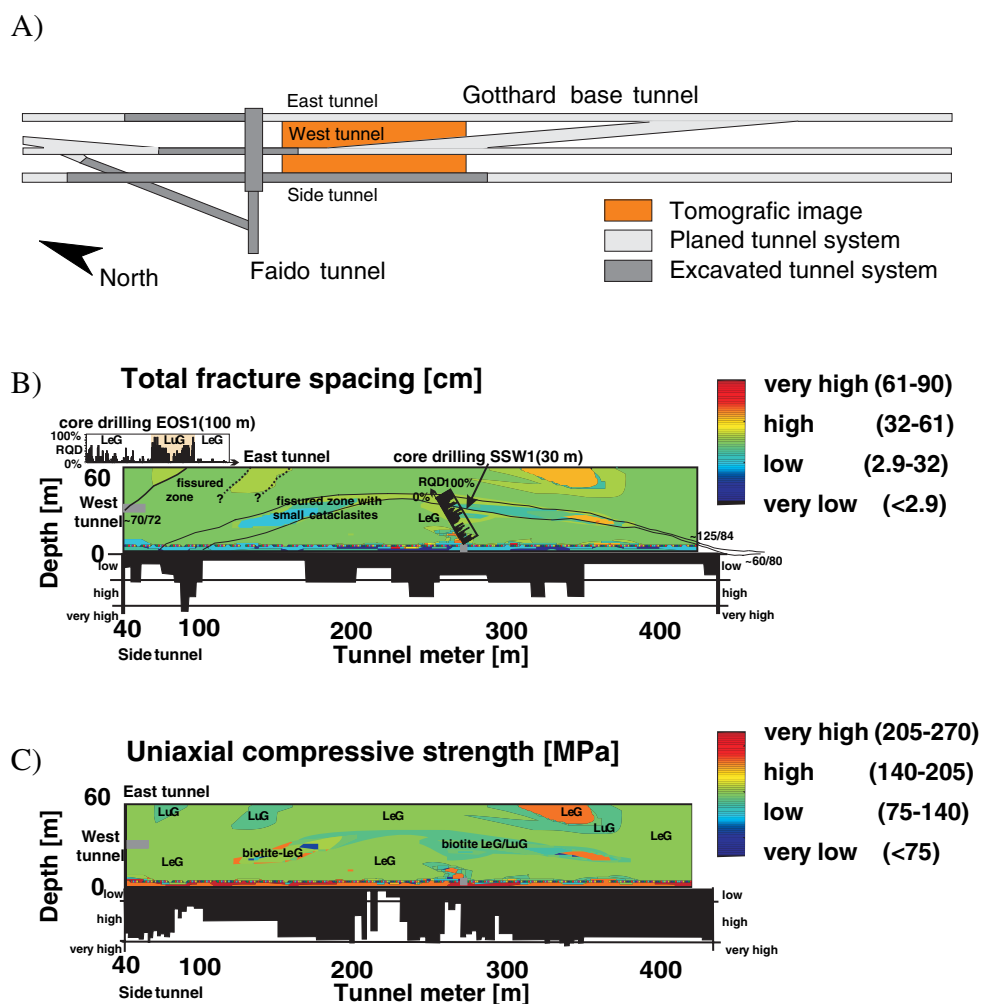 A)
East tunnel
Gotthard base tunnel
West tunnel
Side tunnel
Tomografic image
Planed tunnel system
Excavated tunnel system
North
Faido tunnel
B)
Total fracture spacing [cm]
very high (61-90)
high (32-61)
low (2.9-32)
very low (<2.9)
core drilling EOS1(100 m)
100%
RQD
0%
LeG LuG LeG
East tunnel
core drilling SSW1(30 m)
60
fissured
zone
? ?
fissured zone with
small cataclasites
RQD 100%
0%
LeG
West
tunnel
~70/72
~125/84
~60/80
Depth [m]
0
low low
high high
very high very high
40 100 200 300 400
Side tunnel
Tunnel meter [m]
C)
Uniaxial compressive strength [MPa]
very high (205-270)
high (140-205)
low (75-140)
very low (<75)
East tunnel
60
LuG LuG LeG LeG
LuG
West
tunnel
LeG biotite-LeG LeG biotite LeG/LuG LeG
Depth [m]
0
low low
high high
very high very high
40 100 200 300 400
Side tunnel
Tunnel meter [m]